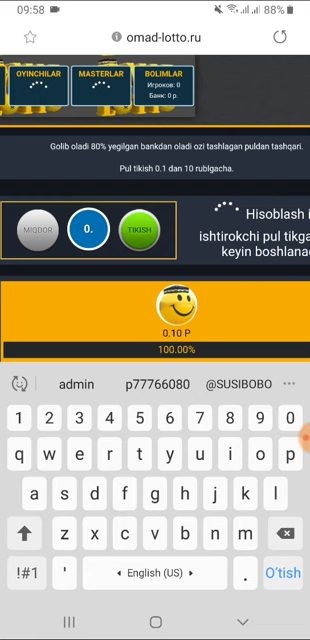 09:58
88%
omad-lotto.ru
OYINCHILAR
MASTERLAR
BOLIMLAR
Игроков: 0
Банк: 0 р.
Golib oladi 80% yegilgan bankdan oladi ozi tashlagan puldan tashqari.
Pul tikish 0.1 dan 10 rublgacha.
MIQDOR
0.
TIKISH
Hisoblash i
ishtirokchi pul tikga
keyin boshlana
0.10 P
100.00%
admin p77766080 @SUSIBOBO
1 2 3 4 5 6 7 8 9 0
q w e r t y u i o p
a s d f g h j k l
z x c v b n m
!#1 ' English (US) . O'tish